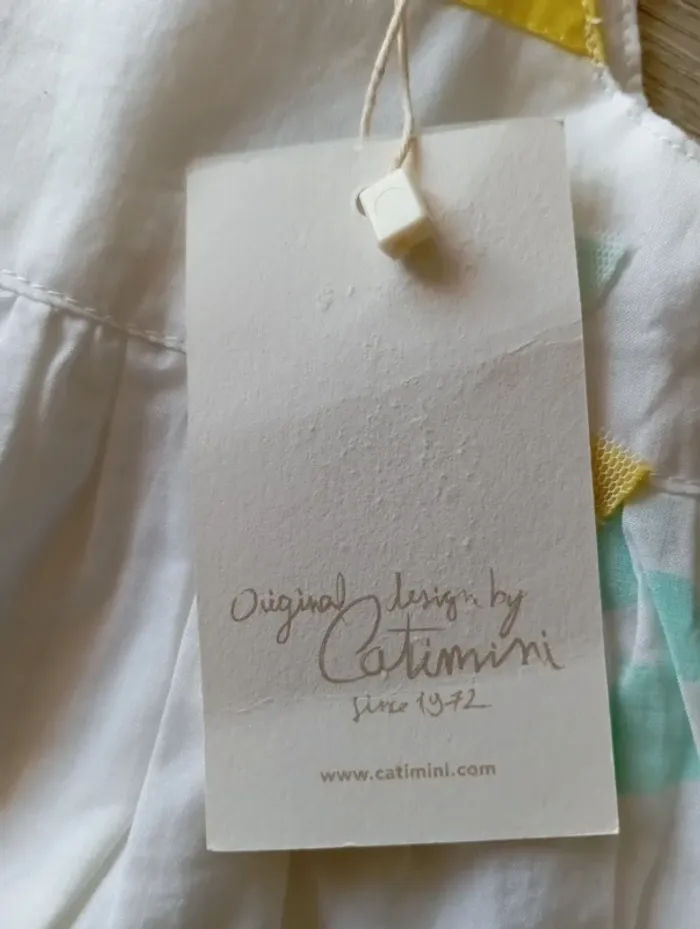 Original design by
Catimini
since 1972
www.catimini.com